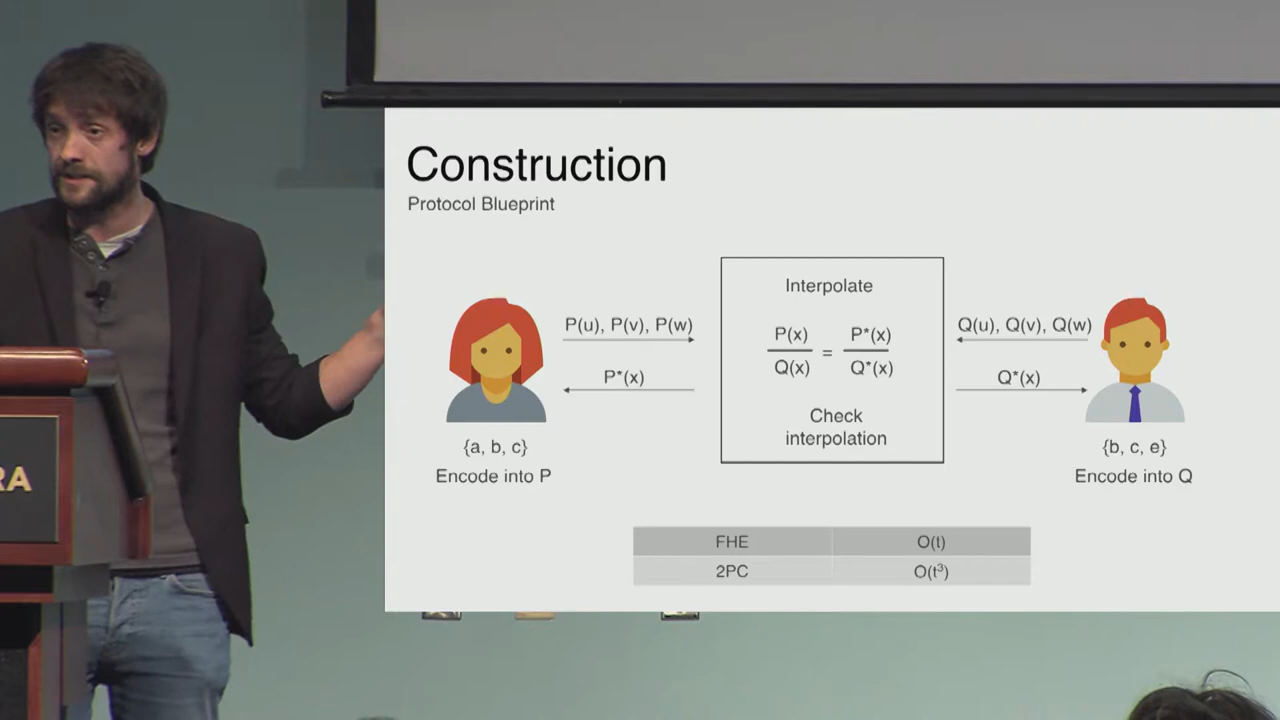 Construction
Protocol Blueprint
Interpolate
P(u), P(v), P(w)
P(x)/Q(x) = P*(x)/Q*(x)
Q(u), Q(v), Q(w)
P*(x)
Q*(x)
Check
interpolation
{a, b, c}
Encode into P
{b, c, e}
Encode into Q
FHE O(t)
2PC O(t³)
RA